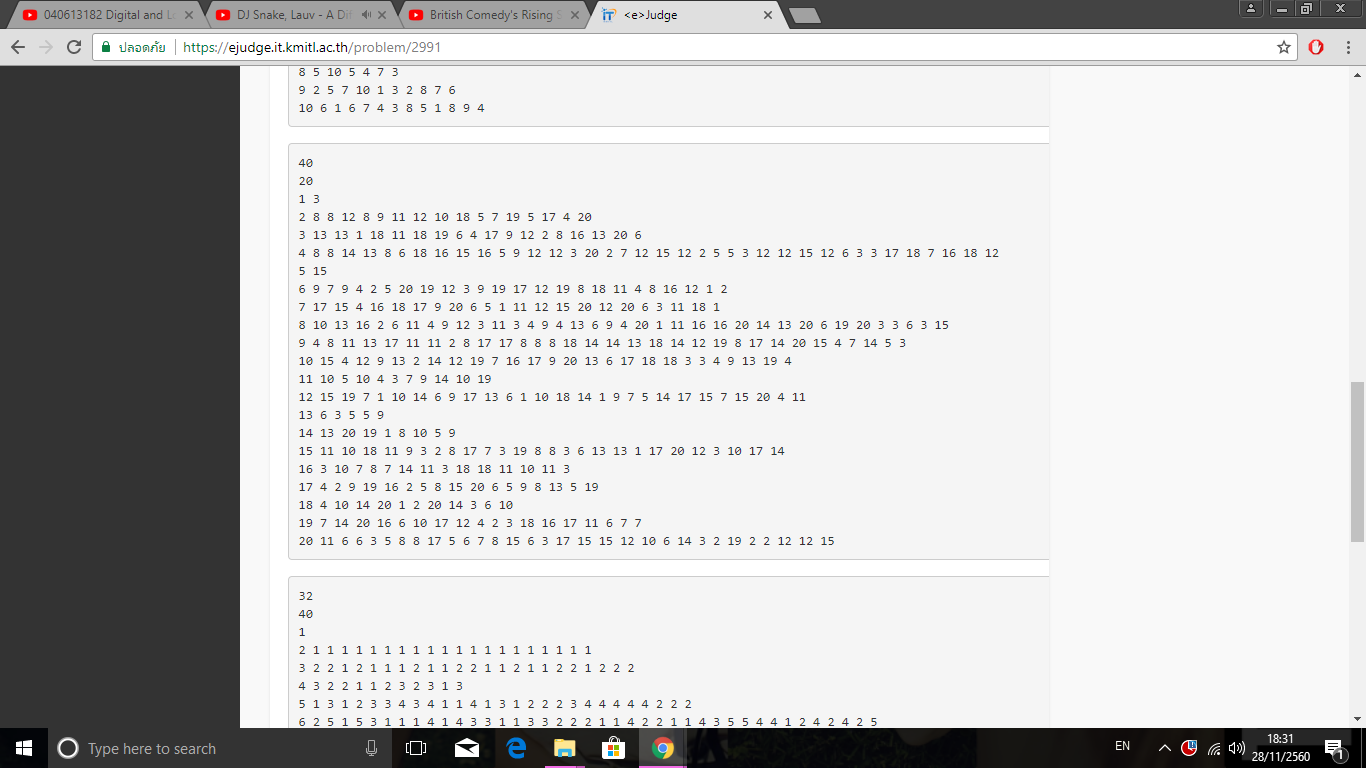 040613182 Digital and L
DJ Snake, Lauv - A Di
British Comedy's Rising S
<e>Judge
ปลอดภัย https://ejudge.it.kmitl.ac.th/problem/2991
8 5 10 5 4 7 3
9 2 5 7 10 1 3 2 8 7 6
10 6 1 6 7 4 3 8 5 1 8 9 4
40
20
1 3
2 8 8 12 8 9 11 12 10 18 5 7 19 5 17 4 20
3 13 13 1 18 11 18 19 6 4 17 9 12 2 8 16 13 20 6
4 8 8 14 13 8 6 18 16 15 16 5 9 12 12 3 20 2 7 12 15 12 2 5 5 3 12 12 15 12 6 3 3 17 18 7 16 18 12
5 15
6 9 7 9 4 2 5 20 19 12 3 9 19 17 12 19 8 18 11 4 8 16 12 1 2
7 17 15 4 16 18 17 9 20 6 5 1 11 12 15 20 12 20 6 3 11 18 1
8 10 13 16 2 6 11 4 9 12 3 11 3 4 9 4 13 6 9 4 20 1 11 16 16 20 14 13 20 6 19 20 3 3 6 3 15
9 4 8 11 13 17 11 11 2 8 17 17 8 8 8 18 14 14 13 18 14 12 19 8 17 14 20 15 4 7 14 5 3
10 15 4 12 9 13 2 14 12 19 7 16 17 9 20 13 6 17 18 18 3 3 4 9 13 19 4
11 10 5 10 4 3 7 9 14 10 19
12 15 19 7 1 10 14 6 9 17 13 6 1 10 18 14 1 9 7 5 14 17 15 7 15 20 4 11
13 6 3 5 5 9
14 13 20 19 1 8 10 5 9
15 11 10 18 11 9 3 2 8 17 7 3 19 8 8 3 6 13 13 1 17 20 12 3 10 17 14
16 3 10 7 8 7 14 11 3 18 18 11 10 11 3
17 4 2 9 19 16 2 5 8 15 20 6 5 9 8 13 5 19
18 4 10 14 20 1 2 20 14 3 6 10
19 7 14 20 16 6 10 17 12 4 2 3 18 16 17 11 6 7 7
20 11 6 6 3 5 8 8 17 5 6 7 8 15 6 3 17 15 15 12 10 6 14 3 2 19 2 2 12 12 15
32
40
1
2 1 1 1 1 1 1 1 1 1 1 1 1 1 1 1 1 1 1 1 1
3 2 2 1 2 1 1 1 2 1 1 2 2 1 1 2 1 1 2 2 1 2 2 2
4 3 2 2 1 1 2 3 2 3 1 3
5 1 3 1 2 3 3 4 3 4 1 1 4 1 3 1 2 2 2 3 4 4 4 4 4 2 2 2
6 2 5 1 5 3 1 1 1 4 1 4 3 3 1 1 3 3 2 2 2 1 1 4 2 2 1 1 4 3 5 5 4 4 1 2 4 2 4 2 5
Type here to search
EN
18:31
28/11/2560
1